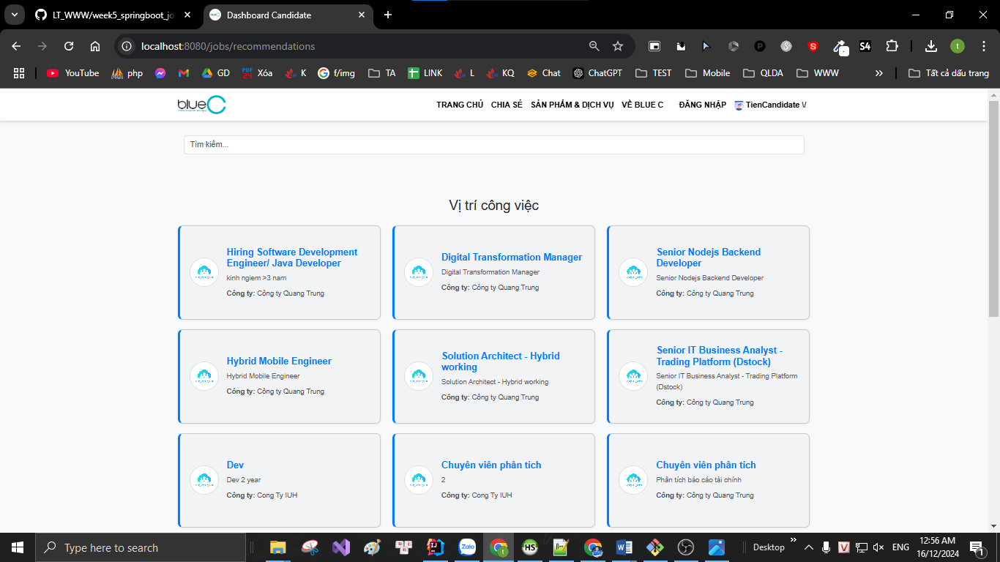 LT_WWW/week5_springboot_jo
Dashboard Candidate
localhost:8080/jobs/recommendations
S4
t
YouTube
php
GD
PDF
24
Xóa
K
f/img
TA
LINK
L
KQ
Chat
ChatGPT
TEST
Mobile
QLDA
WWW
Tất cả dấu trang
blueC
TRANG CHỦ
CHIA SẺ
SẢN PHẨM & DỊCH VỤ
VỀ BLUE C
ĐĂNG NHẬP
TienCandidate \/
Tìm kiếm...
Vị trí công việc
Hiring Software Development
Engineer/ Java Developer
kinh ngiem >3 nam
Công ty: Công ty Quang Trung
Digital Transformation Manager
Digital Transformation Manager
Công ty: Công ty Quang Trung
Senior Nodejs Backend
Developer
Senior Nodejs Backend Developer
Công ty: Công ty Quang Trung
Hybrid Mobile Engineer
Hybrid Mobile Engineer
Công ty: Công ty Quang Trung
Solution Architect - Hybrid
working
Solution Architect - Hybrid working
Công ty: Công ty Quang Trung
Senior IT Business Analyst -
Trading Platform (Dstock)
Senior IT Business Analyst - Trading Platform
(Dstock)
Công ty: Công ty Quang Trung
Dev
Dev 2 year
Công ty: Cong Ty IUH
Chuyên viên phân tích
2
Công ty: Cong Ty IUH
Chuyên viên phân tích
Phân tích báo cáo tài chính
Công ty: Công ty Quang Trung
Type here to search
Zalo
HS
Desktop
ENG
12:56 AM
16/12/2024
1